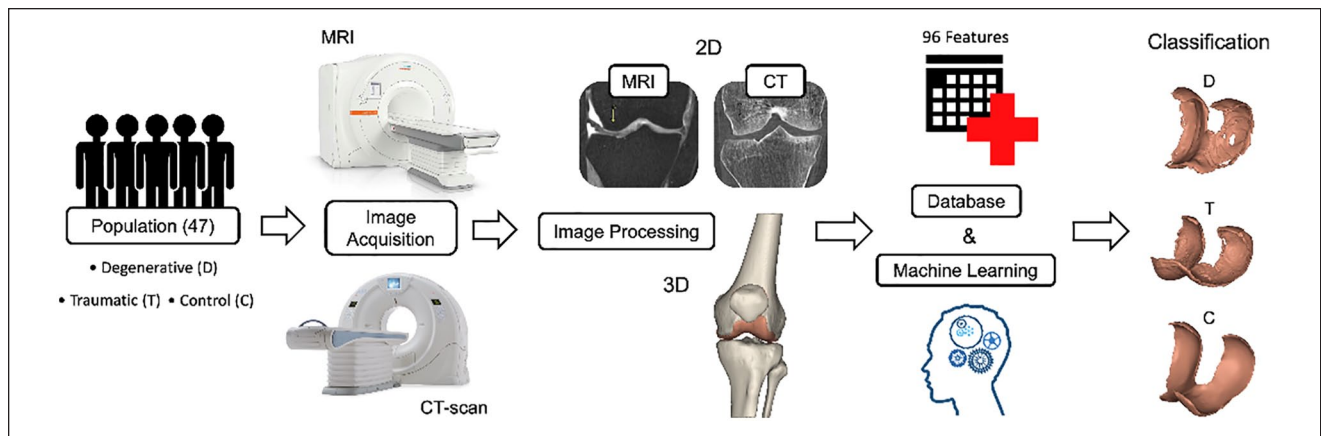 MRI
Population (47)
• Degenerative (D)
• Traumatic (T) • Control (C)
Image
Acquisition
CT-scan
2D
MRI
CT
Image Processing
3D
96 Features
Database
&
Machine Learning
Classification
D
T
C